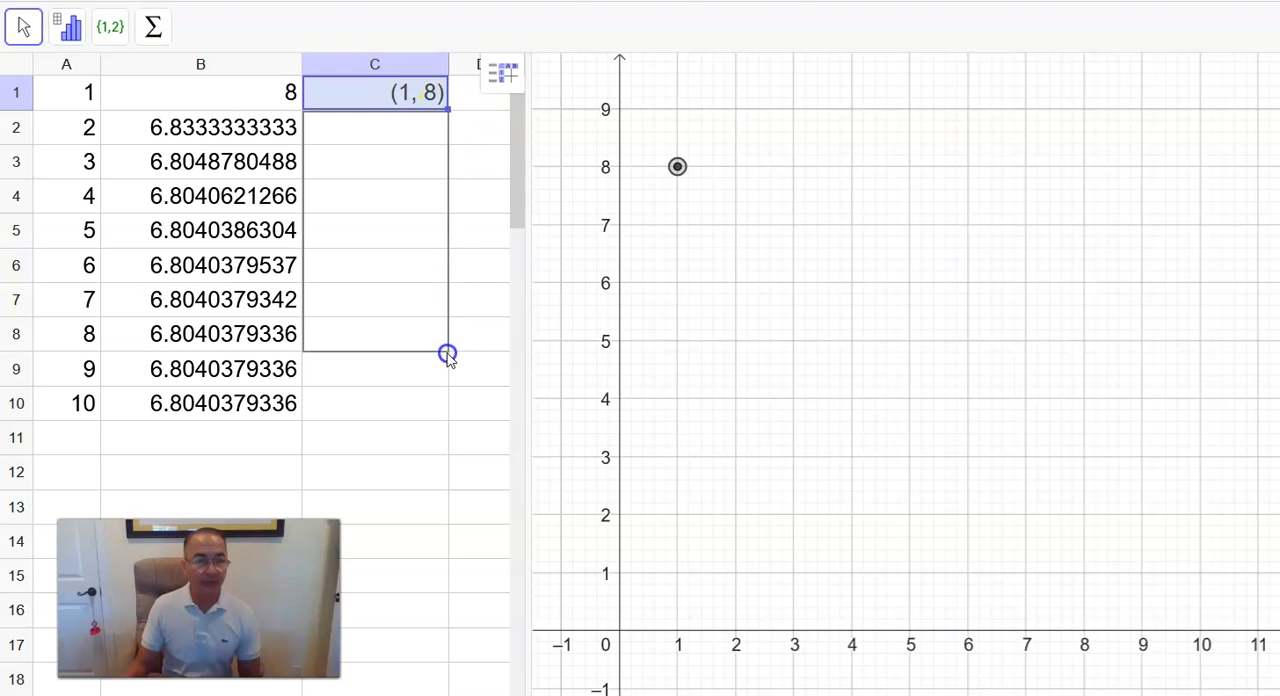 {1,2} Σ
A B C
1 1 8 (1, 8)
2 2 6.8333333333
3 3 6.8048780488
4 4 6.8040621266
5 5 6.8040386304
6 6 6.8040379537
7 7 6.8040379342
8 8 6.8040379336
9 9 6.8040379336
10 10 6.8040379336
11
12
13
14
15
16
17
18
9
8
7
6
5
4
3
2
1
–1 0 1 2 3 4 5 6 7 8 9 10 11
–1